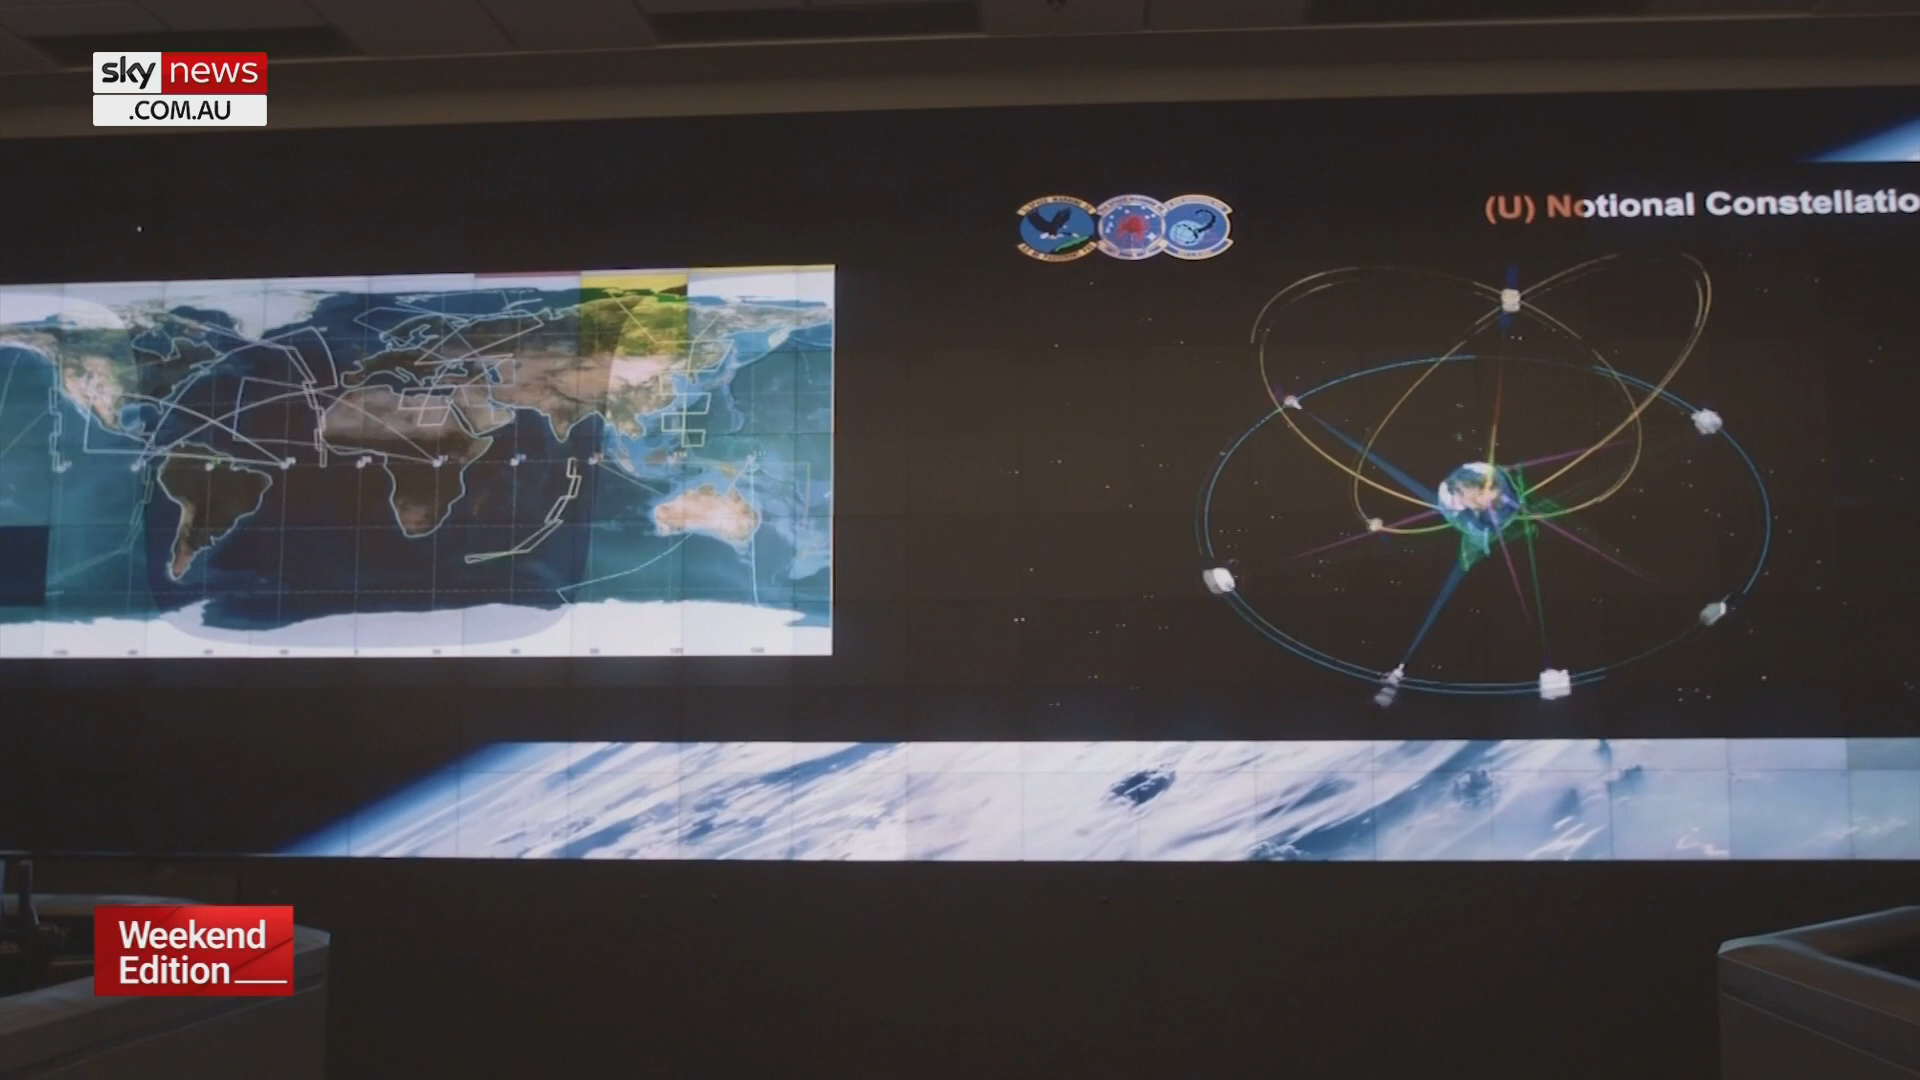 sky news
.COM.AU
(U) Notional Constellatio
Weekend
Edition